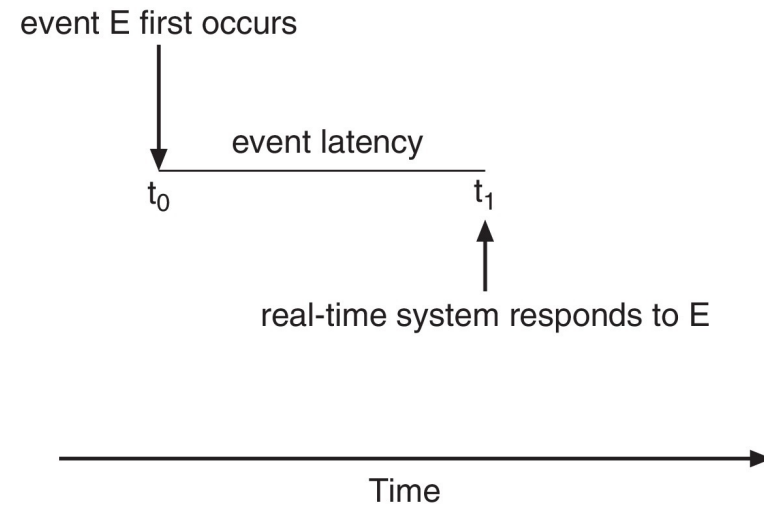 event E first occurs
event latency
t0
t1
real-time system responds to E
Time